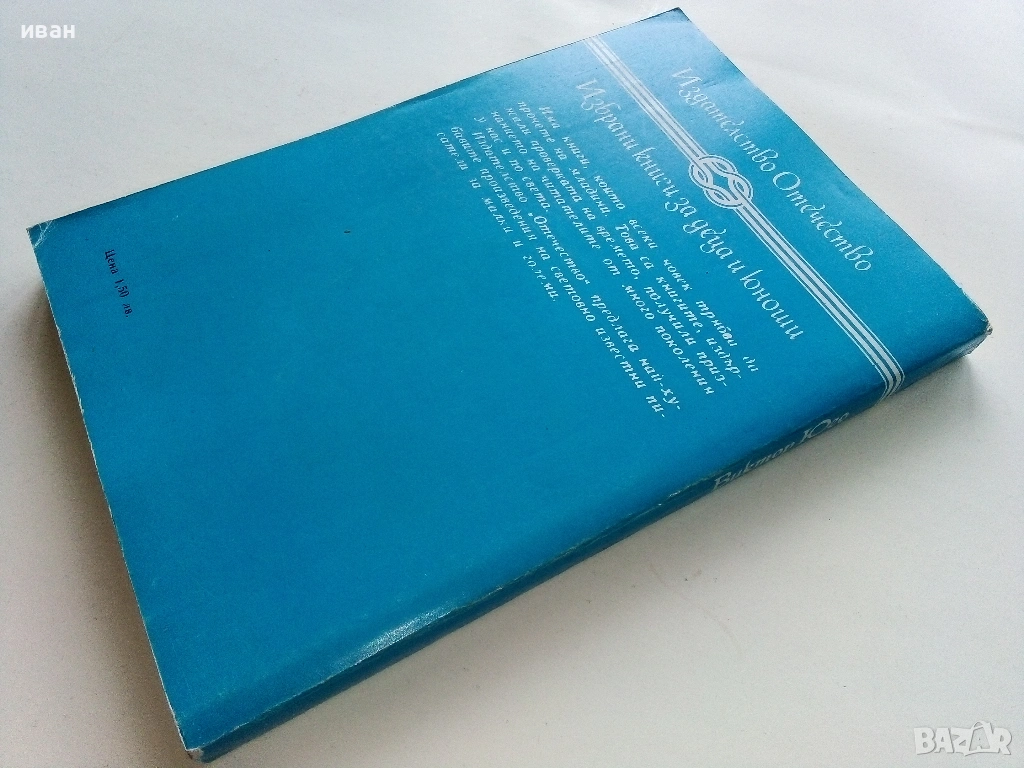 иван
Издателство Отечество
Избрани книги за деца и юноши
Има книги, които всеки човек трябва да
прочете на младини. Това са книгите, издър-
жали проверката на времето, получили приз-
нанието на читателите от много поколения
у нас и по света.
Издателство „Отечество“ предлага най-ху-
бавите произведения на световно известни пи-
сатели за малки и големи.
Цена 1,50 лв.
Виктор Юго
BAZAR